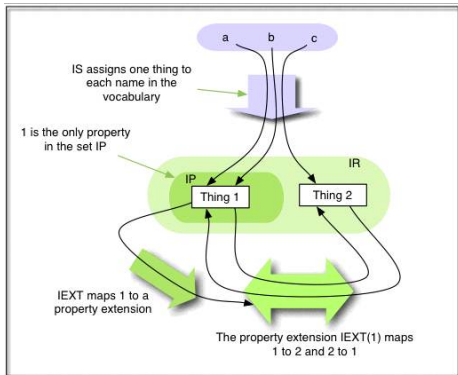 a b c
IS assigns one thing to
each name in the
vocabulary
1 is the only property
in the set IP
IR
IP
Thing 1 Thing 2
IEXT maps 1 to a
property extension
The property extension IEXT(1) maps
1 to 2 and 2 to 1